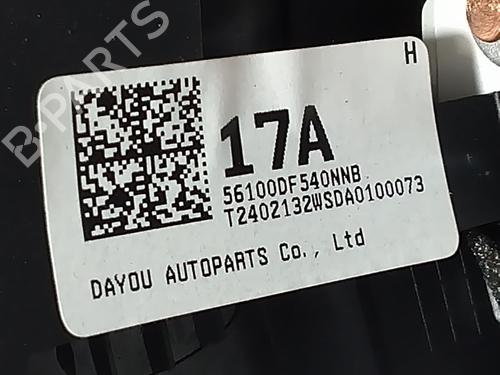 H
17A
56100DF540NNB
T2402132WSDA0100073
DAYOU AUTOPARTS Co., Ltd
B-PARTS